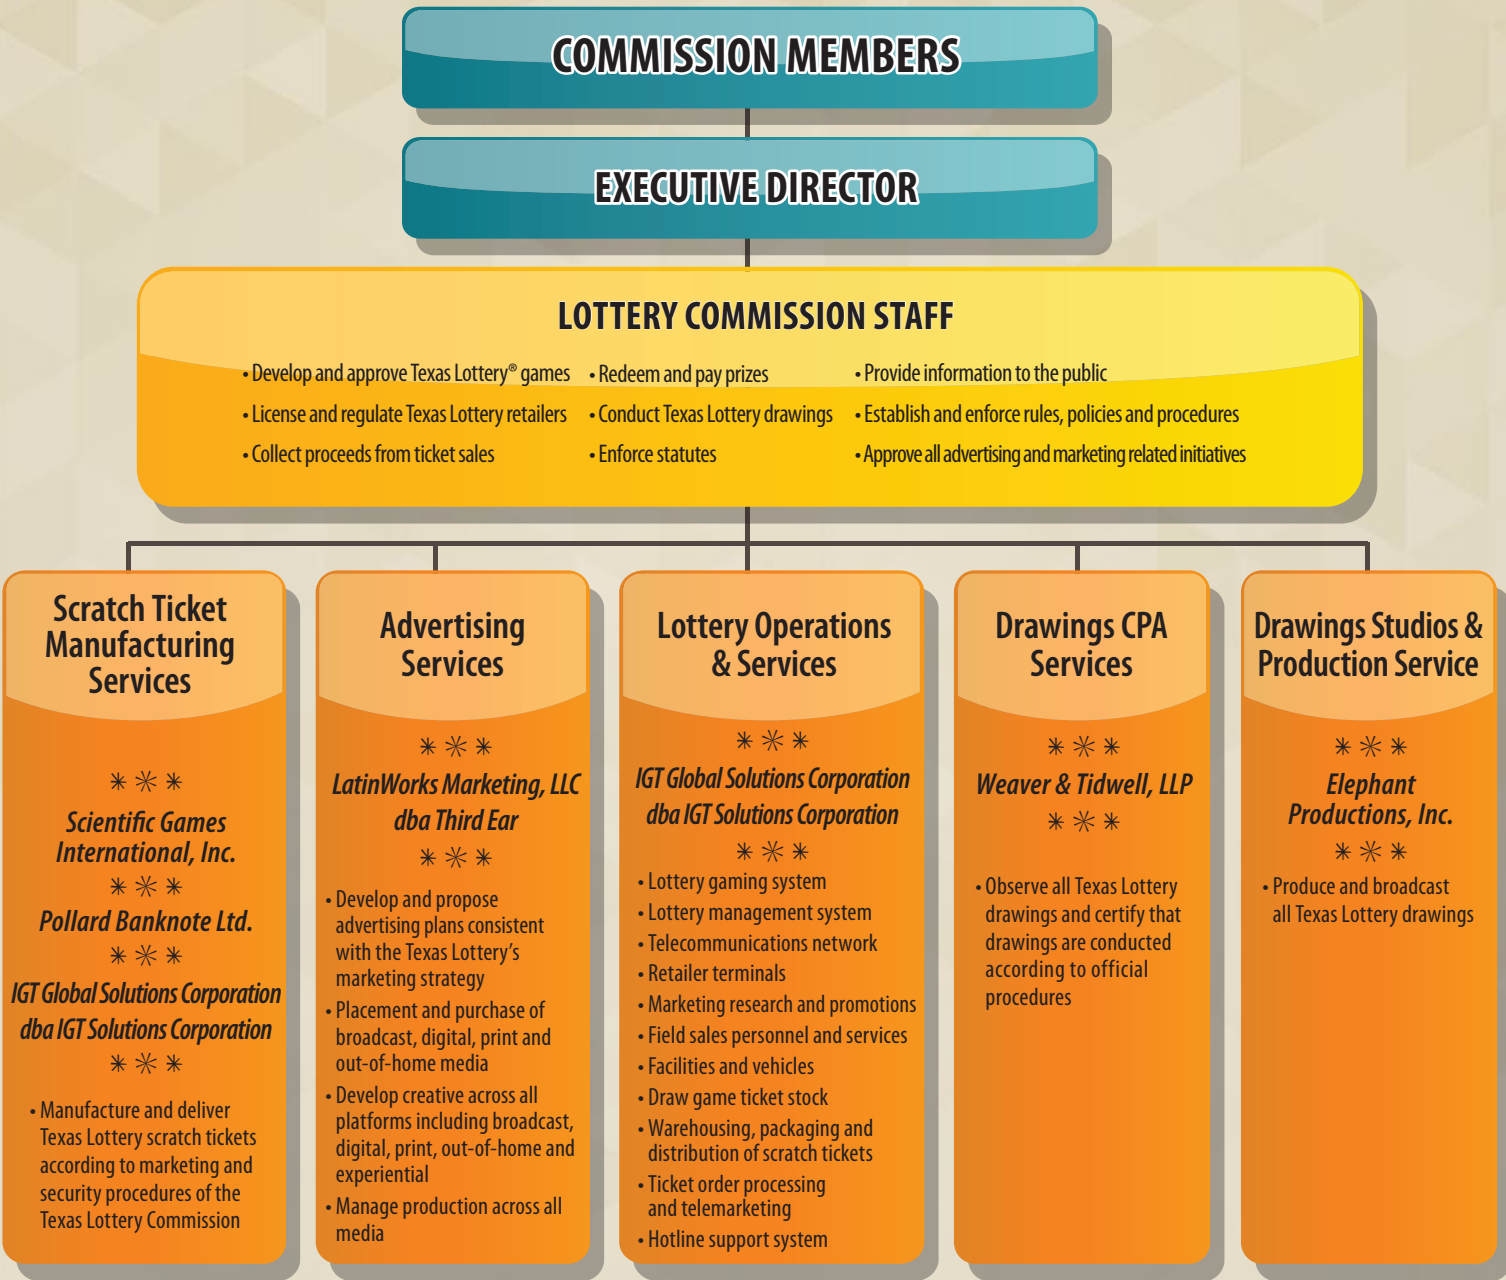 COMMISSION MEMBERS
EXECUTIVE DIRECTOR
LOTTERY COMMISSION STAFF
• Develop and approve Texas Lottery® games
• License and regulate Texas Lottery retailers
• Collect proceeds from ticket sales
• Redeem and pay prizes
• Conduct Texas Lottery drawings
• Enforce statutes
• Provide information to the public
• Establish and enforce rules, policies and procedures
• Approve all advertising and marketing related initiatives
Scratch Ticket
Manufacturing
Services
Scientific Games
International, Inc.
Pollard Banknote Ltd.
IGT Global Solutions Corporation
dba IGT Solutions Corporation
• Manufacture and deliver
Texas Lottery scratch tickets
according to marketing and
security procedures of the
Texas Lottery Commission
Advertising
Services
LatinWorks Marketing, LLC
dba Third Ear
• Develop and propose
advertising plans consistent
with the Texas Lottery's
marketing strategy
• Placement and purchase of
broadcast, digital, print and
out-of-home media
• Develop creative across all
platforms including broadcast,
digital, print, out-of-home and
experiential
• Manage production across all
media
Lottery Operations
& Services
IGT Global Solutions Corporation
dba IGT Solutions Corporation
• Lottery gaming system
• Lottery management system
• Telecommunications network
• Retailer terminals
• Marketing research and promotions
• Field sales personnel and services
• Facilities and vehicles
• Draw game ticket stock
• Warehousing, packaging and
distribution of scratch tickets
• Ticket order processing
and telemarketing
• Hotline support system
Drawings CPA
Services
Weaver & Tidwell, LLP
• Observe all Texas Lottery
drawings and certify that
drawings are conducted
according to official
procedures
Drawings Studios &
Production Service
Elephant
Productions, Inc.
• Produce and broadcast
all Texas Lottery drawings